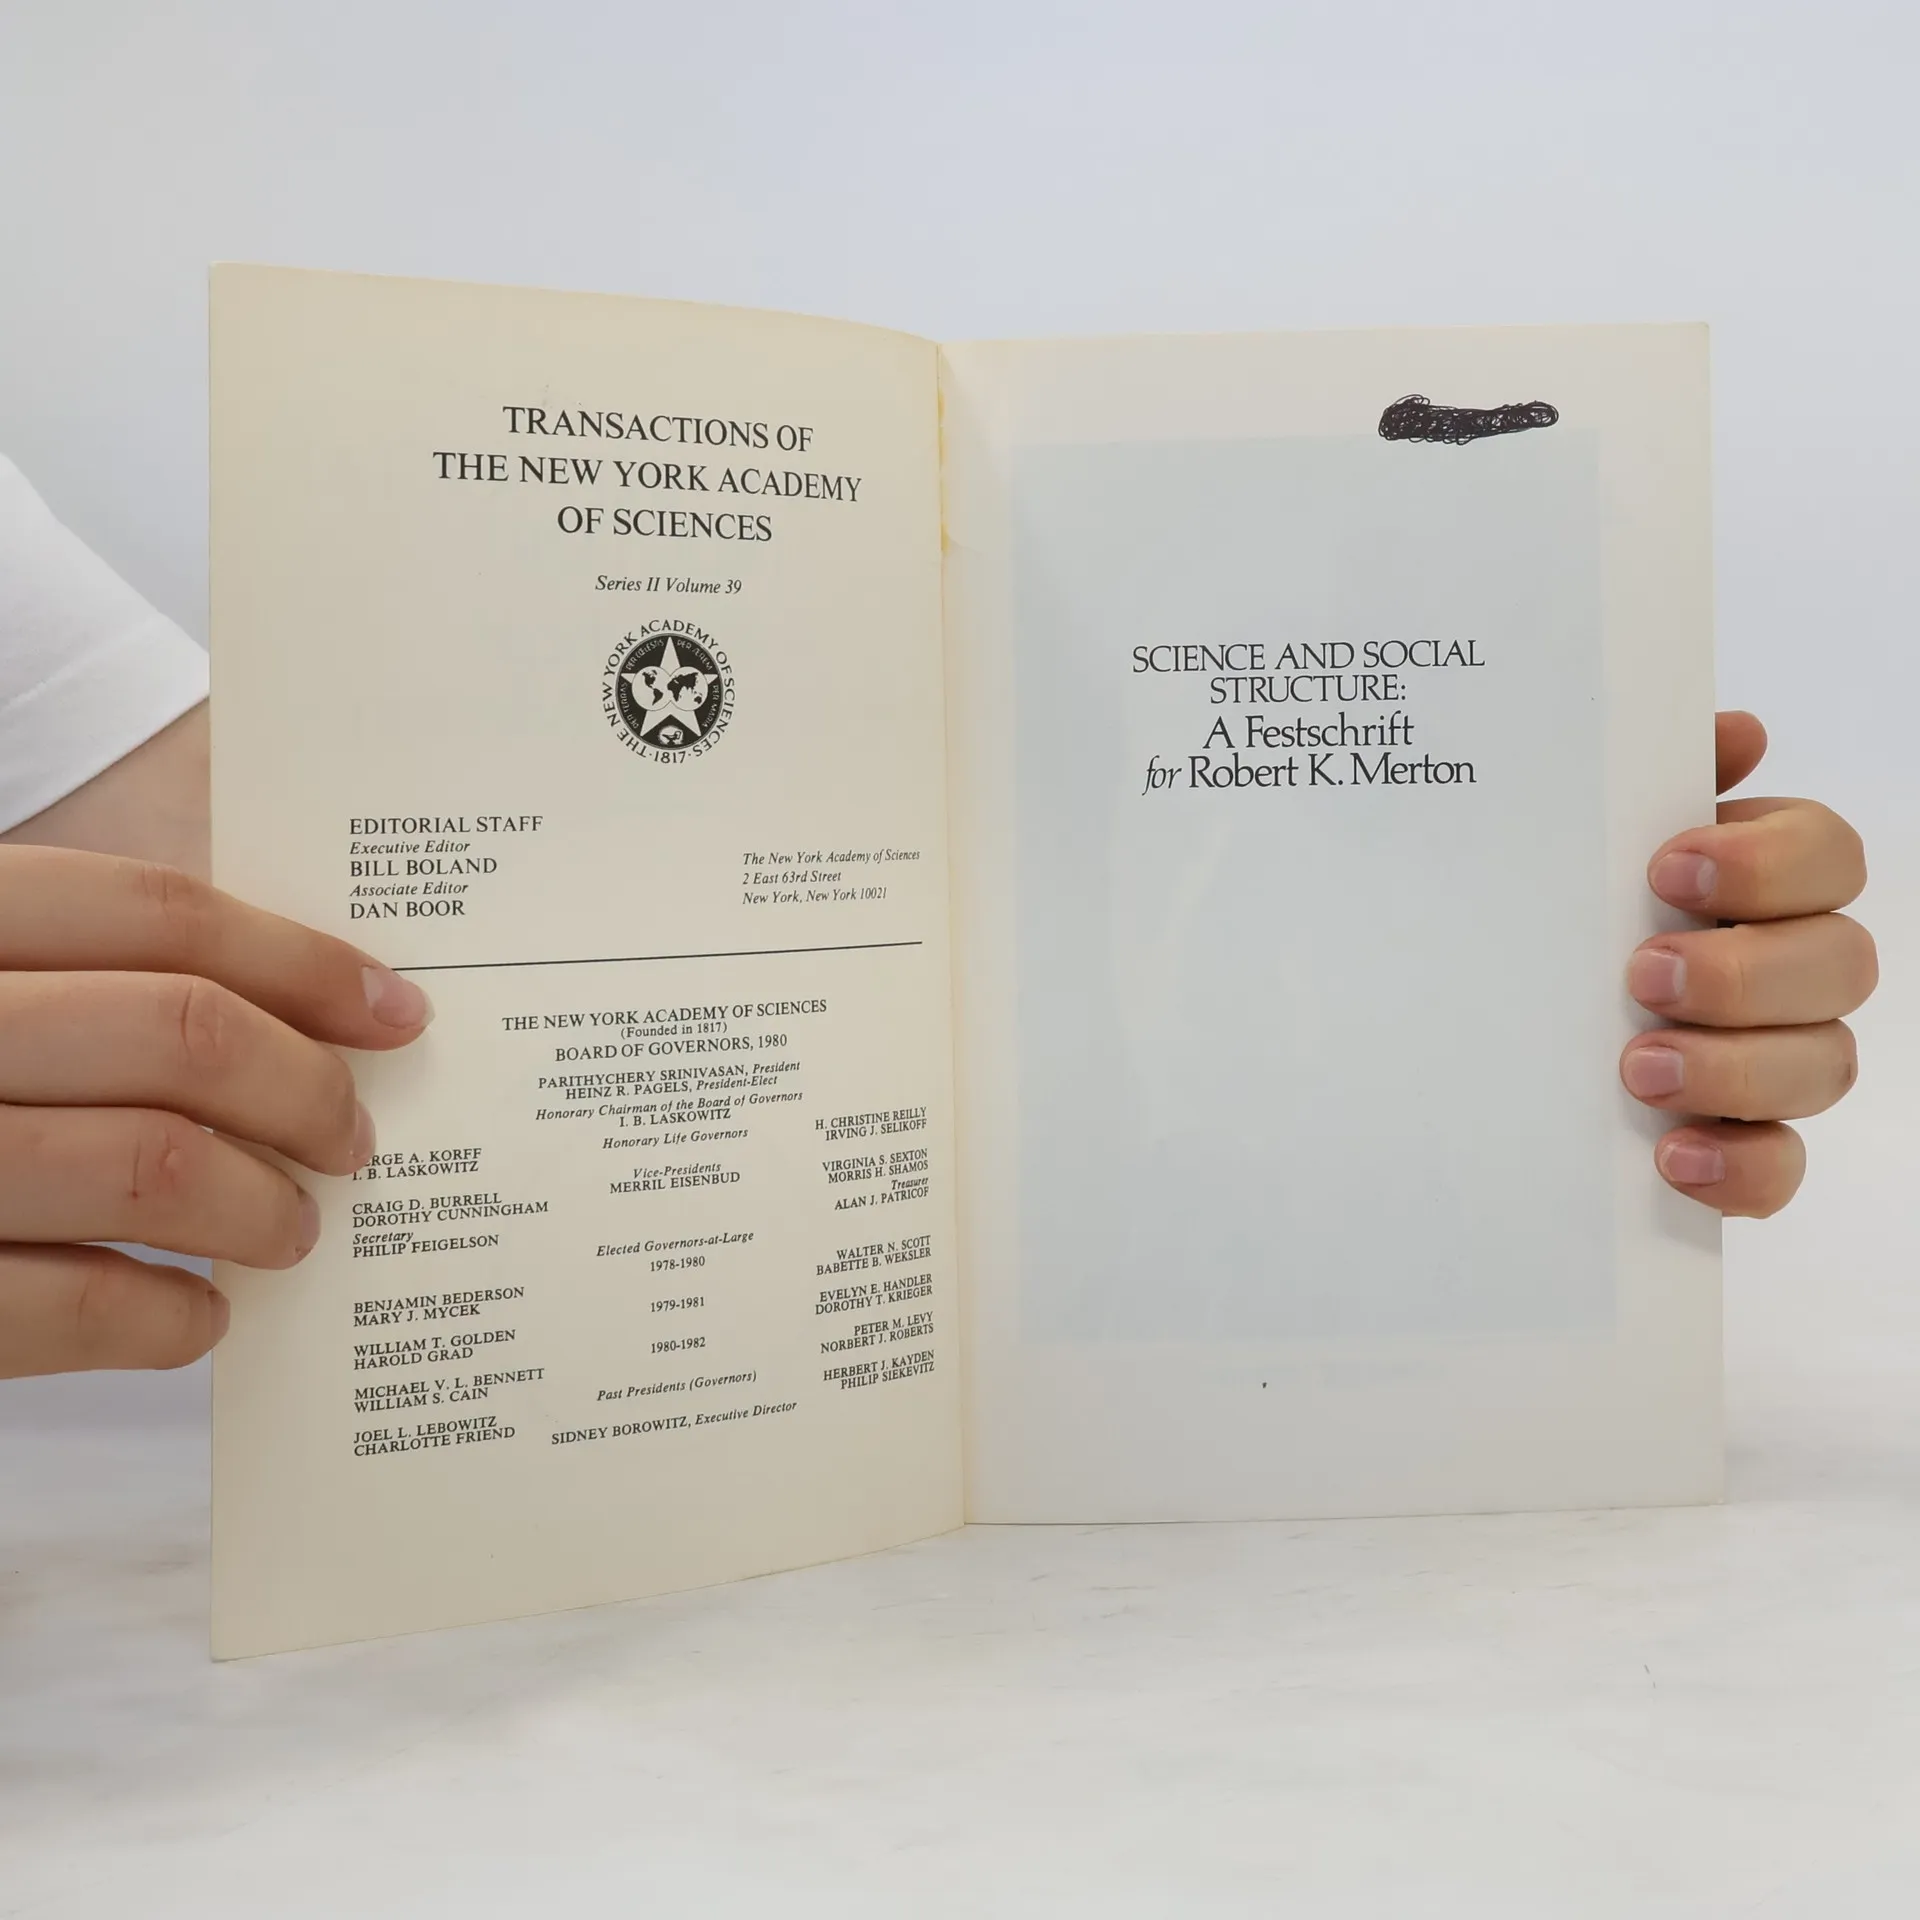 TRANSACTIONS OF
THE NEW YORK ACADEMY
OF SCIENCES
Series II Volume 39
THE NEW YORK ACADEMY OF SCIENCES
·1817·
EDITORIAL STAFF
Executive Editor
BILL BOLAND
Associate Editor
DAN BOOR
The New York Academy of Sciences
2 East 63rd Street
New York, New York 10021
THE NEW YORK ACADEMY OF SCIENCES
(Founded in 1817)
BOARD OF GOVERNORS, 1980
PARITHYCHERY SRINIVASAN, President
HEINZ R. PAGELS, President-Elect
Honorary Chairman of the Board of Governors
I. B. LASKOWITZ
Honorary Life Governors
KORFF H. CHRISTINE REILLY
I. B. LASKOWITZ IRVING J. SELIKOFF
Vice-Presidents
CRAIG D. BURRELL MERRIL EISENBUD VIRGINIA S. SEXTON
DOROTHY CUNNINGHAM MORRIS H. SHAMOS
Secretary Treasurer
PHILIP FEIGELSON ALAN J. PATRICOF
Elected Governors-at-Large
1978-1980
BENJAMIN BEDERSON WALTER N. SCOTT
MARY J. MYCEK BABETTE B. WEKSLER
1979-1981
WILLIAM T. GOLDEN EVELYN E. HANDLER
HAROLD GRAD DOROTHY T. KRIEGER
1980-1982
MICHAEL V. L. BENNETT PETER M. LEVY
WILLIAM S. CAIN NORBERT J. ROBERTS
Past Presidents (Governors)
JOEL L. LEBOWITZ HERBERT J. KAYDEN
CHARLOTTE FRIEND PHILIP SIEKEVITZ
SIDNEY BOROWITZ, Executive Director
SCIENCE AND SOCIAL
STRUCTURE:
A Festschrift
for Robert K. Merton